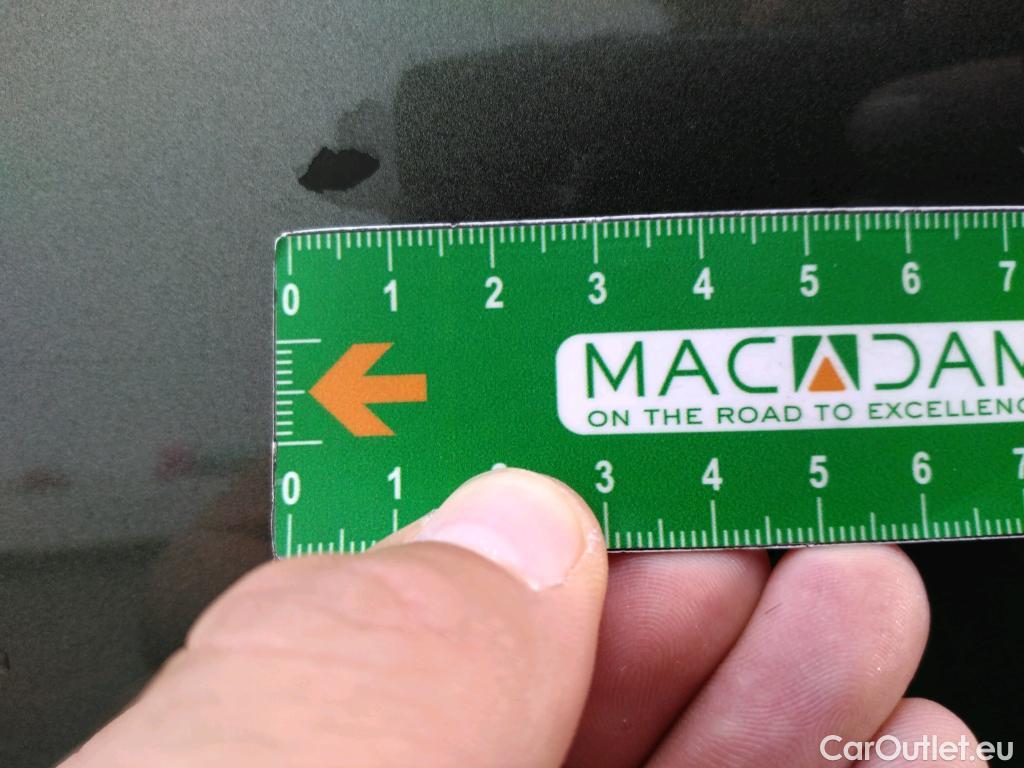 0 1 2 3 4 5 6 7
MACADAM
ON THE ROAD TO EXCELLENC
0 1 3 4 5 6 7
CarOutlet.eu